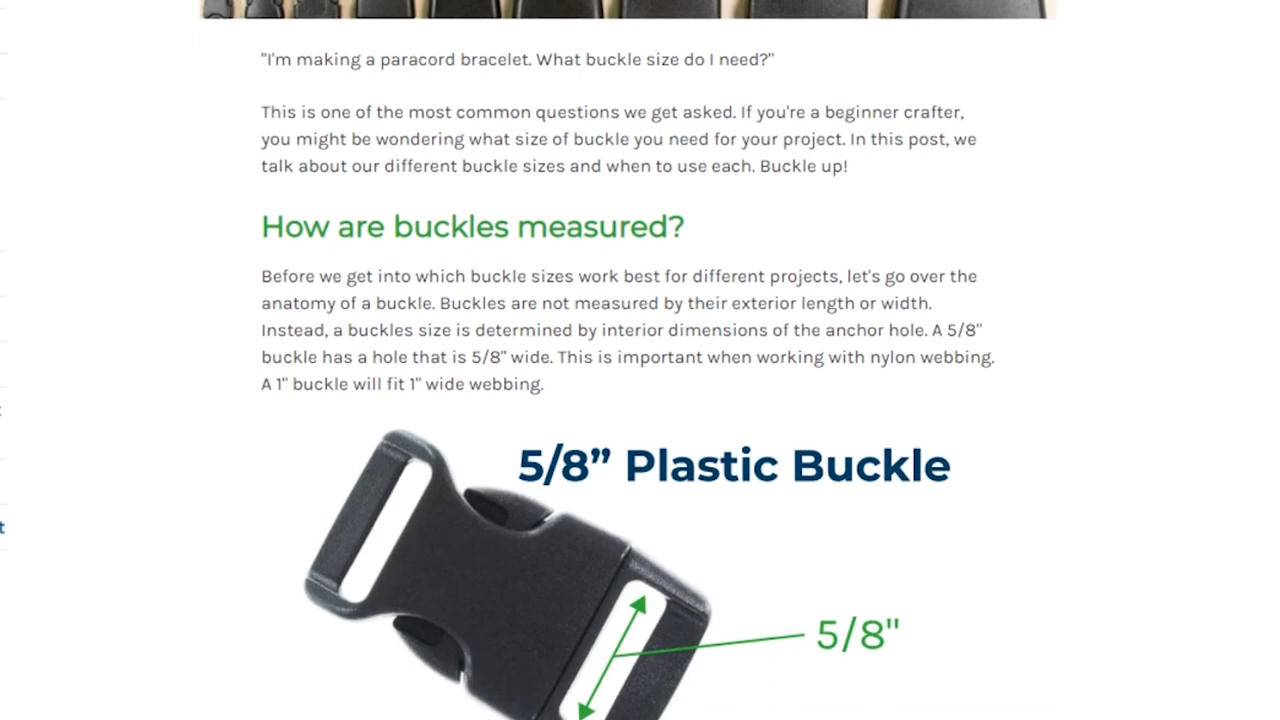 "I'm making a paracord bracelet. What buckle size do I need?"
This is one of the most common questions we get asked. If you're a beginner crafter,
you might be wondering what size of buckle you need for your project. In this post, we
talk about our different buckle sizes and when to use each. Buckle up!
How are buckles measured?
Before we get into which buckle sizes work best for different projects, let's go over the
anatomy of a buckle. Buckles are not measured by their exterior length or width.
Instead, a buckles size is determined by interior dimensions of the anchor hole. A 5/8"
buckle has a hole that is 5/8" wide. This is important when working with nylon webbing.
A 1" buckle will fit 1" wide webbing.
5/8” Plastic Buckle
5/8"